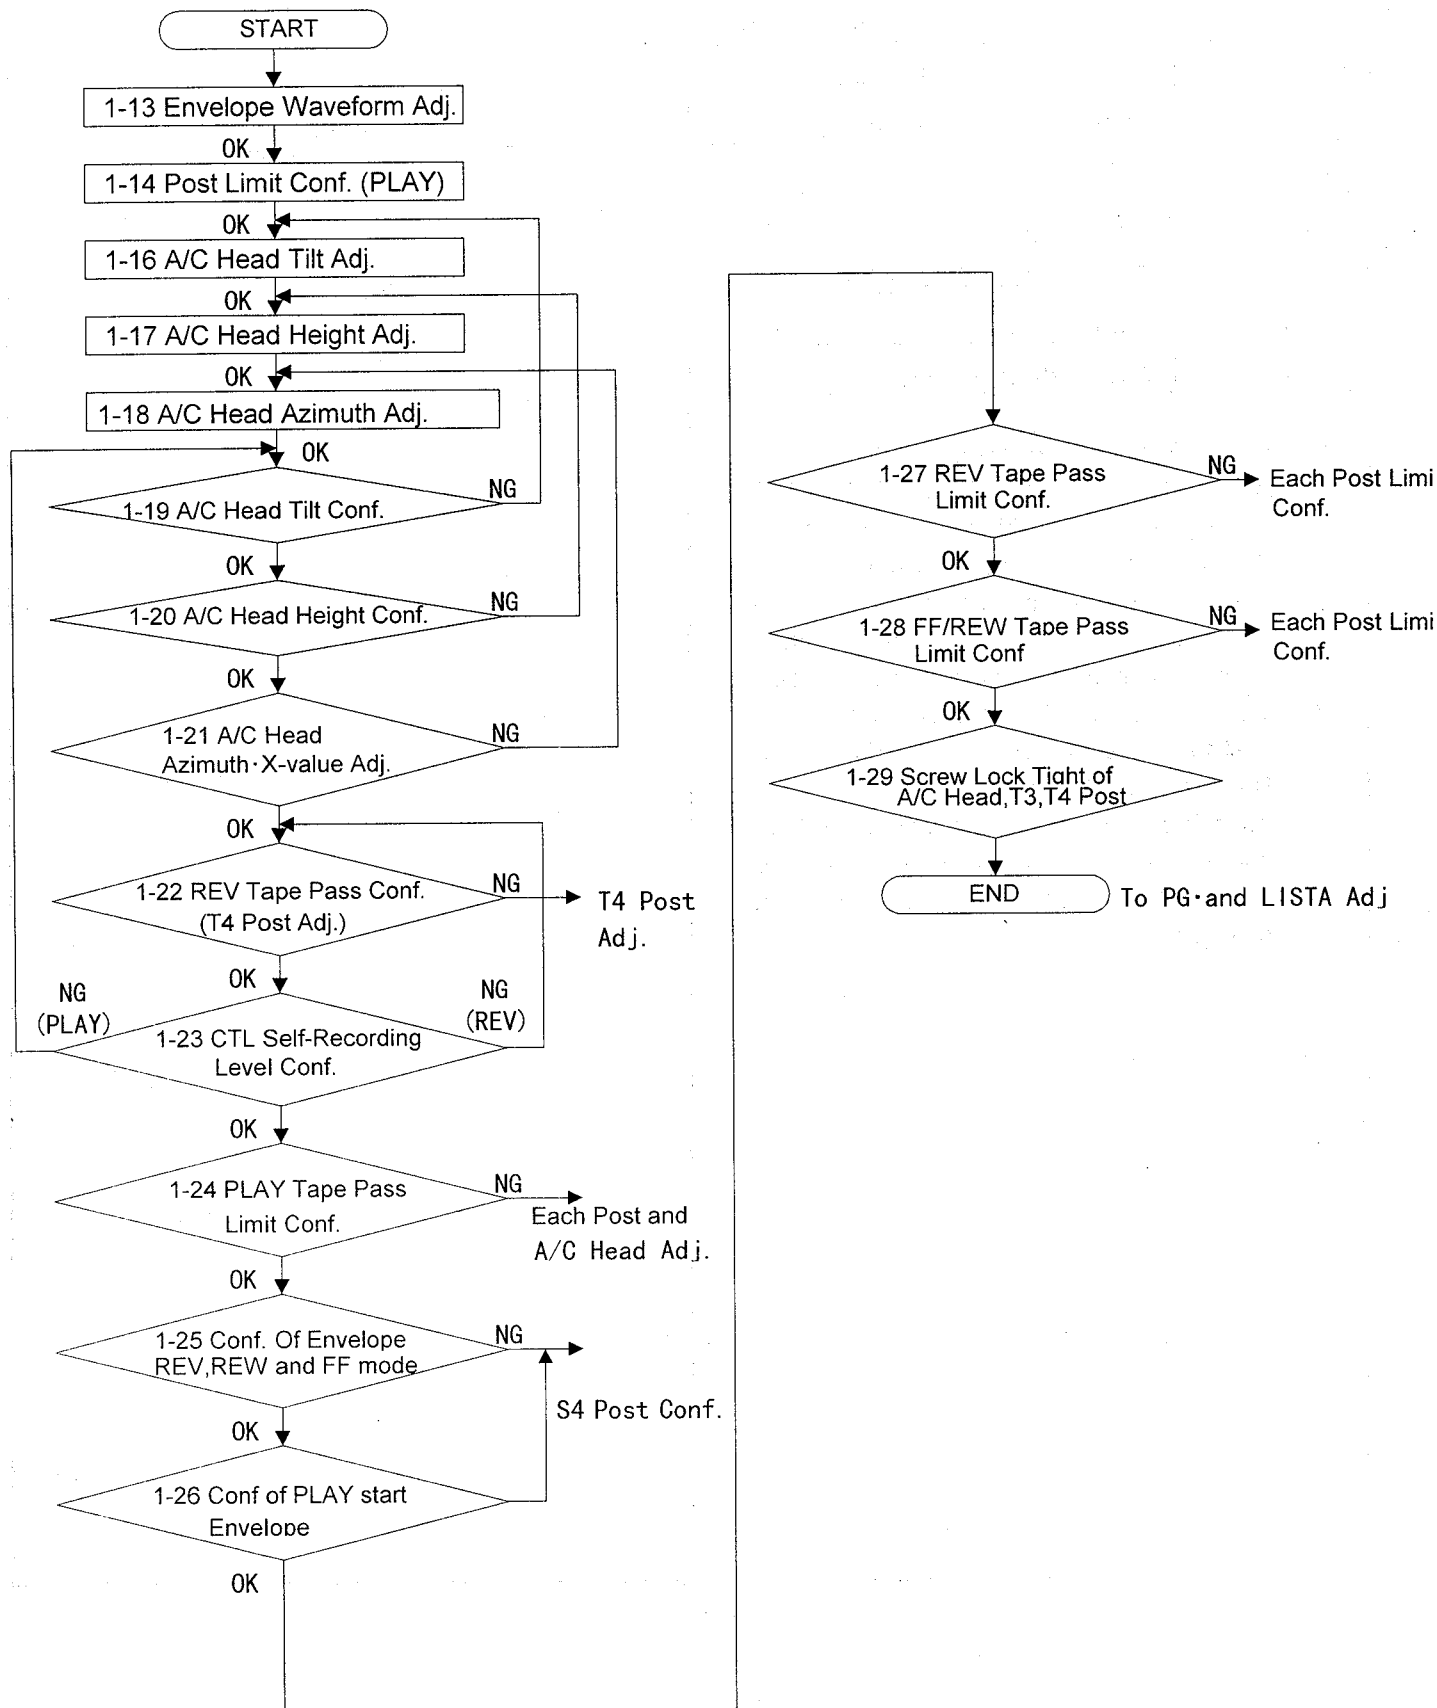 START
1-13 Envelope Waveform Adj.
OK
1-14 Post Limit Conf. (PLAY)
OK
1-16 A/C Head Tilt Adj.
OK
1-17 A/C Head Height Adj.
OK
1-18 A/C Head Azimuth Adj.
OK
1-19 A/C Head Tilt Conf.
NG
OK
1-20 A/C Head Height Conf.
NG
OK
1-21 A/C Head
Azimuth·X-value Adj.
NG
OK
1-22 REV Tape Pass Conf.
(T4 Post Adj.)
NG
T4 Post
Adj.
OK
NG
(PLAY)
NG
(REV)
1-23 CTL Self-Recording
Level Conf.
OK
1-24 PLAY Tape Pass
Limit Conf.
NG
Each Post and
A/C Head Adj.
OK
1-25 Conf. Of Envelope
REV,REW and FF mode
NG
S4 Post Conf.
OK
1-26 Conf of PLAY start
Envelope
OK
1-27 REV Tape Pass
Limit Conf.
NG
Each Post Limi
Conf.
OK
1-28 FF/REW Tape Pass
Limit Conf
NG
Each Post Limi
Conf.
OK
1-29 Screw Lock Tight of
A/C Head,T3,T4 Post
END
To PG·and LISTA Adj